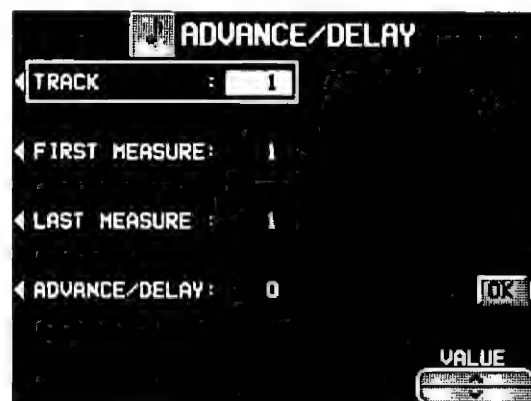 ADVANCE/DELAY
TRACK : 1
FIRST MEASURE: 1
LAST MEASURE : 1
ADVANCE/DELAY: 0
OK
VALUE